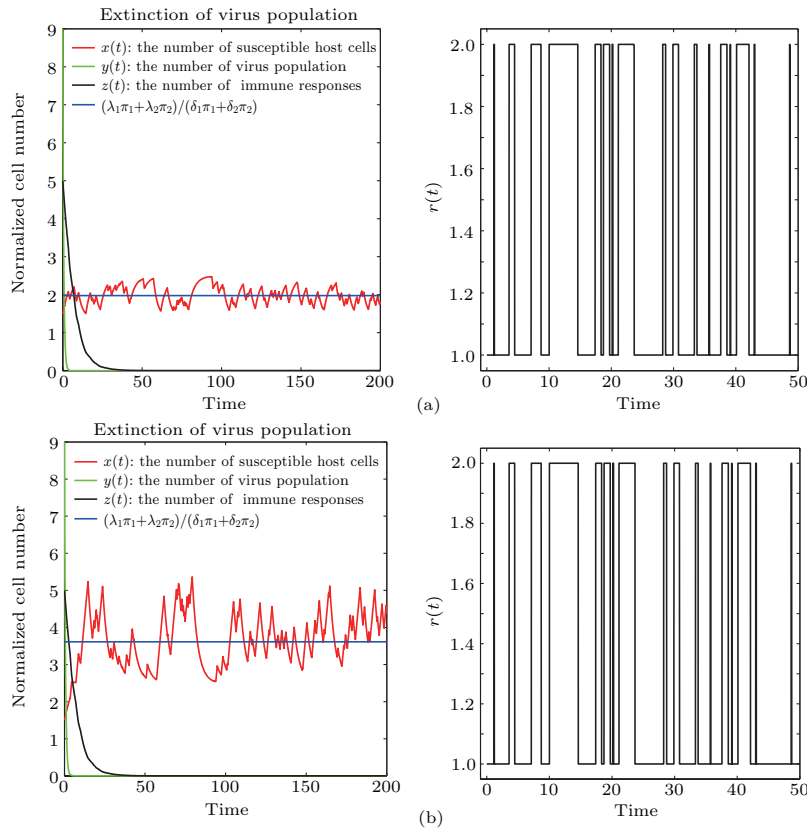 Extinction of virus population
9
8
7
6
5
4
3
2
1
0
Normalized cell number
x(t): the number of susceptible host cells
y(t): the number of virus population
z(t): the number of immune responses
(λ₁π₁+λ₂π₂)/(δ₁π₁+δ₂π₂)
0 50 100 150 200
Time
2.0
1.8
1.6
1.4
1.2
1.0
r(t)
0 10 20 30 40 50
Time
(a)
Extinction of virus population
9
8
7
6
5
4
3
2
1
0
Normalized cell number
x(t): the number of susceptible host cells
y(t): the number of virus population
z(t): the number of immune responses
(λ₁π₁+λ₂π₂)/(δ₁π₁+δ₂π₂)
0 50 100 150 200
Time
2.0
1.8
1.6
1.4
1.2
1.0
r(t)
0 10 20 30 40 50
Time
(b)